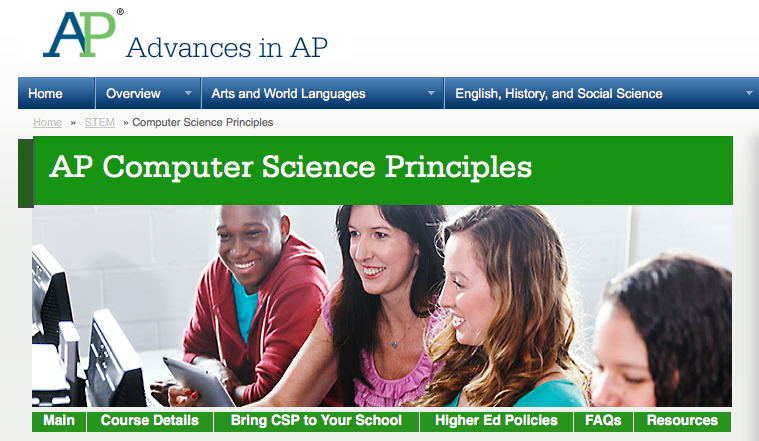 AP® Advances in AP
Home Overview Arts and World Languages English, History, and Social Science
Home » STEM » Computer Science Principles
AP Computer Science Principles
Main Course Details Bring CSP to Your School Higher Ed Policies FAQs Resources